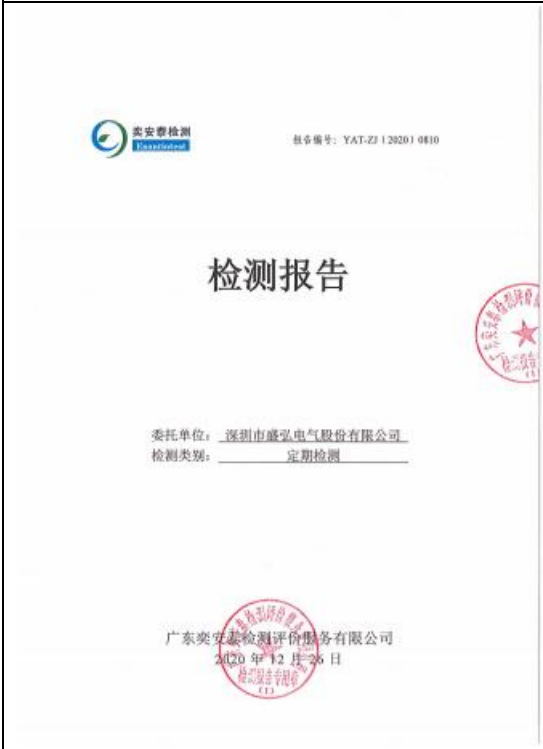 奕安泰检测
报告编号：YAT-ZJ（2020）0810
检测报告
委托单位：深圳市盛弘电气股份有限公司
检测类别：定期检测
广东奕安泰检测评价服务有限公司
2020 年 12 月 26 日
(1)